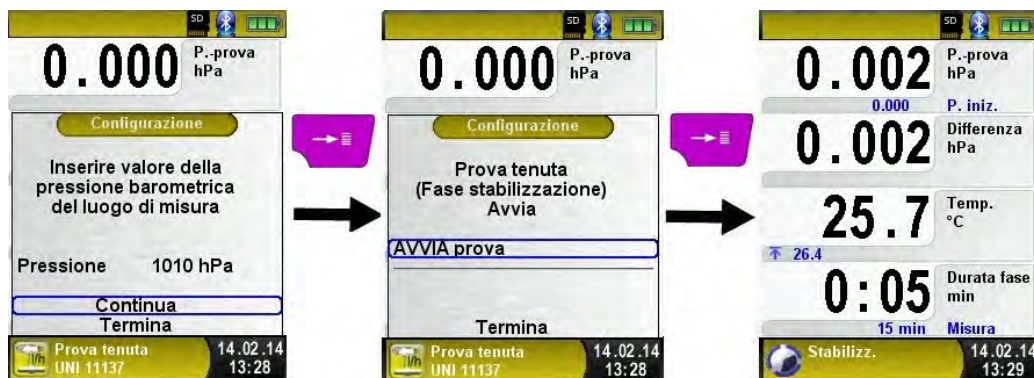 SD
0.000 P.-prova
hPa
Configurazione
Inserire valore della
pressione barometrica
del luogo di misura
Pressione 1010 hPa
Continua
Termina
Prova tenuta 14.02.14
UNI 11137 13:28
SD
0.000 P.-prova
hPa
Configurazione
Prova tenuta
(Fase stabilizzazione)
Avvia
AVVIA prova
Termina
Prova tenuta 14.02.14
UNI 11137 13:28
SD
0.002 P.-prova
hPa
0.000 P. iniz.
0.002 Differenza
hPa
25.7 Temp.
°C
26.4
0:05 Durata fase
min
15 min Misura
Stabilizz. 14.02.14
13:29